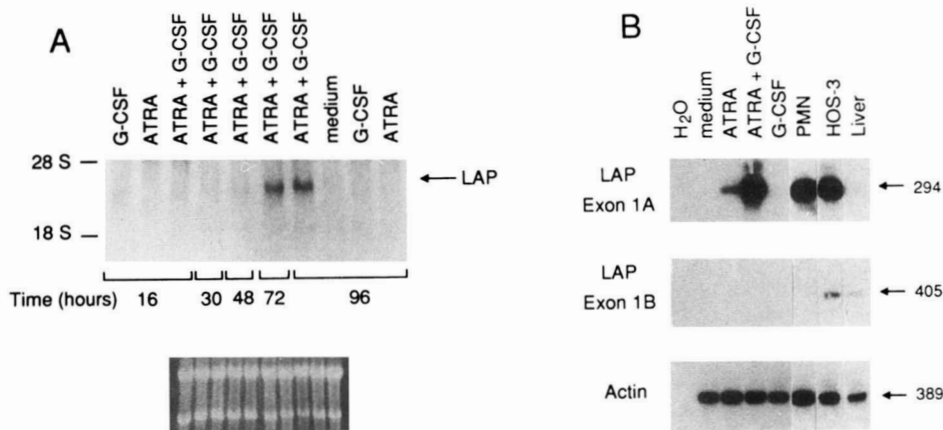 A
G-CSF
ATRA
ATRA + G-CSF
ATRA + G-CSF
ATRA + G-CSF
ATRA + G-CSF
ATRA + G-CSF
medium
G-CSF
ATRA
28 S
18 S
LAP
Time (hours) 16 30 48 72 96
B
H₂O
medium
ATRA
ATRA + G-CSF
G-CSF
PMN
HOS-3
Liver
LAP
Exon 1A
294
LAP
Exon 1B
405
Actin
389